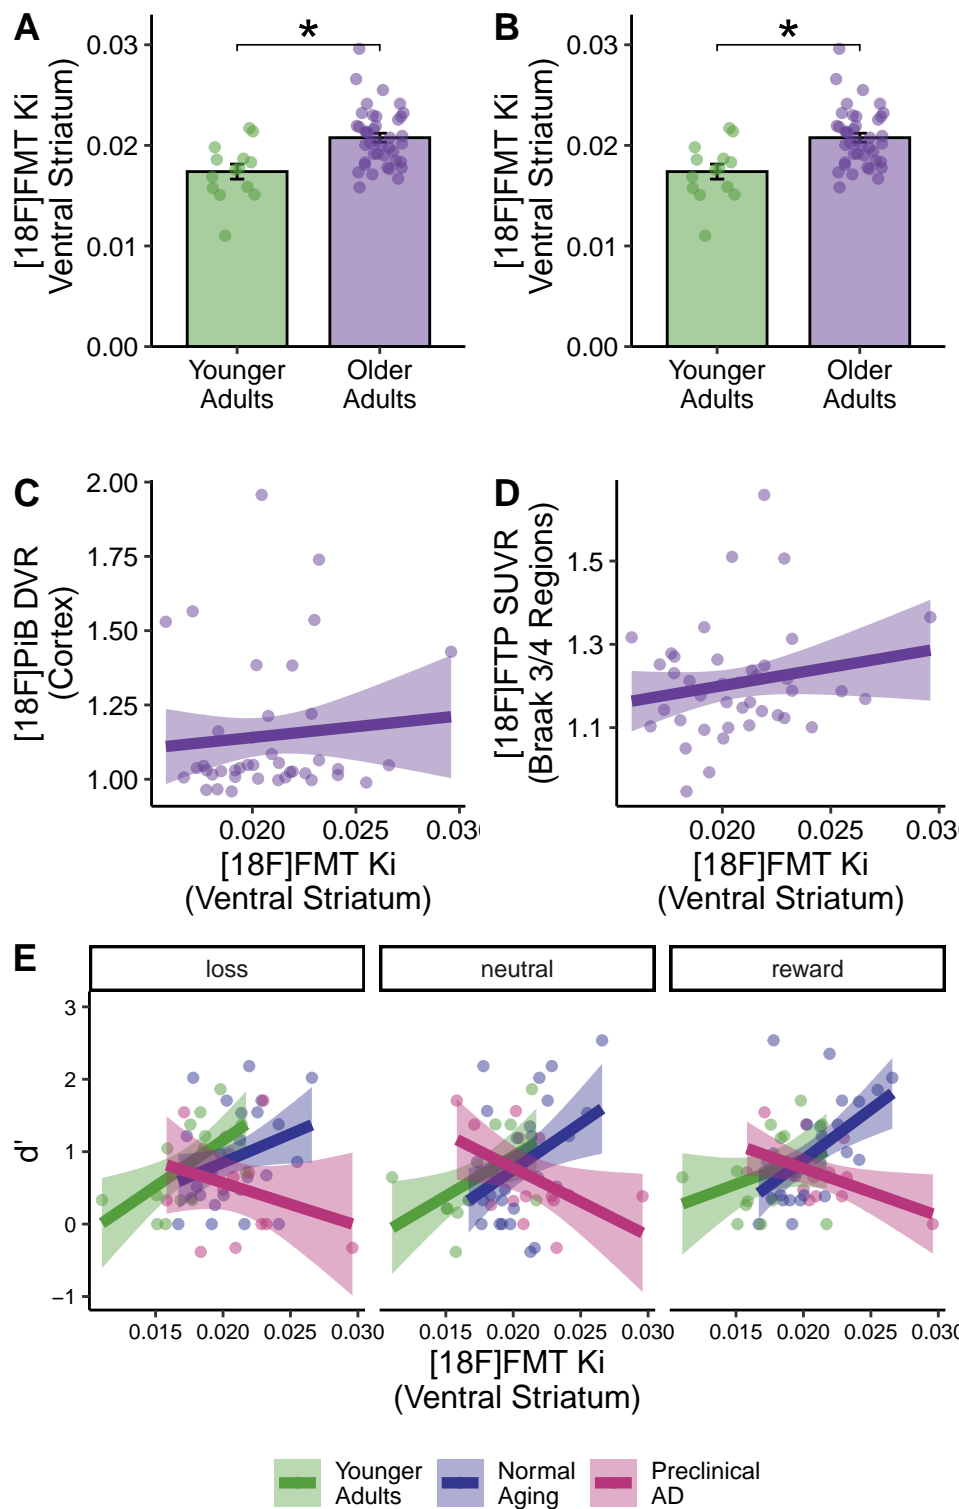 A
[18F]FMT Ki
Ventral Striatum)
0.03
0.02
0.01
0.00
*
Younger
Adults
Older
Adults
B
[18F]FMT Ki
Ventral Striatum)
0.03
0.02
0.01
0.00
*
Younger
Adults
Older
Adults
C
[18F]PiB DVR
(Cortex)
2.00
1.75
1.50
1.25
1.00
0.020 0.025 0.030
[18F]FMT Ki
(Ventral Striatum)
D
[18F]FTP SUVR
(Braak 3/4 Regions)
1.5
1.3
1.1
0.020 0.025 0.030
[18F]FMT Ki
(Ventral Striatum)
E
loss neutral reward
d'
3
2
1
0
−1
0.015 0.020 0.025 0.030 0.015 0.020 0.025 0.030 0.015 0.020 0.025 0.030
[18F]FMT Ki
(Ventral Striatum)
Younger
Adults
Normal
Aging
Preclinical
AD